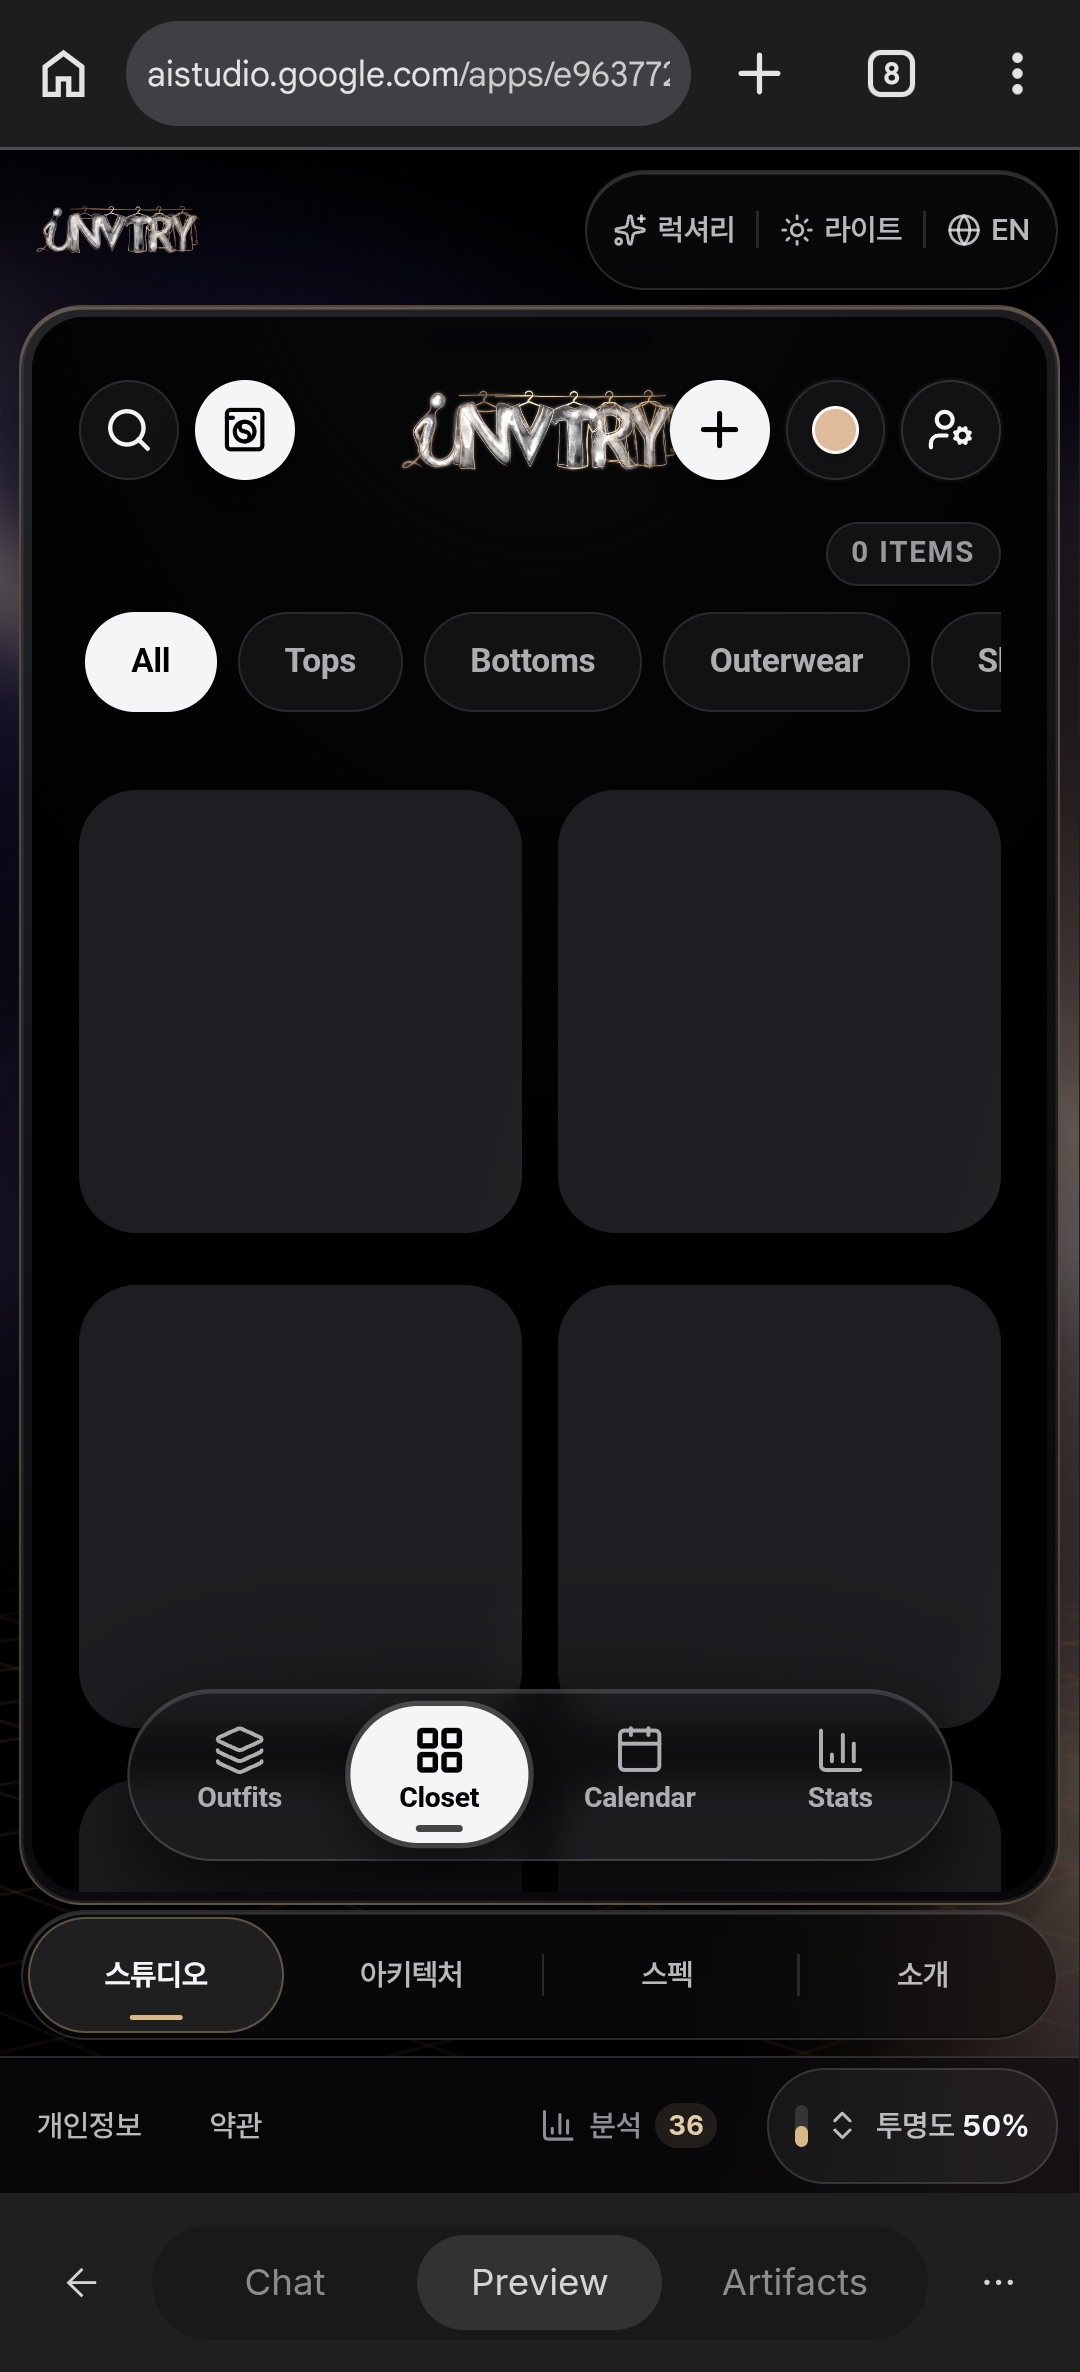 aistudio.google.com/apps/e963772
8
iNVTRY
럭셔리
라이트
EN
iNVTRY
0 ITEMS
All
Tops
Bottoms
Outerwear
Outfits
Closet
Calendar
Stats
스튜디오
아키텍처
스펙
소개
개인정보
약관
분석 36
투명도 50%
Chat
Preview
Artifacts